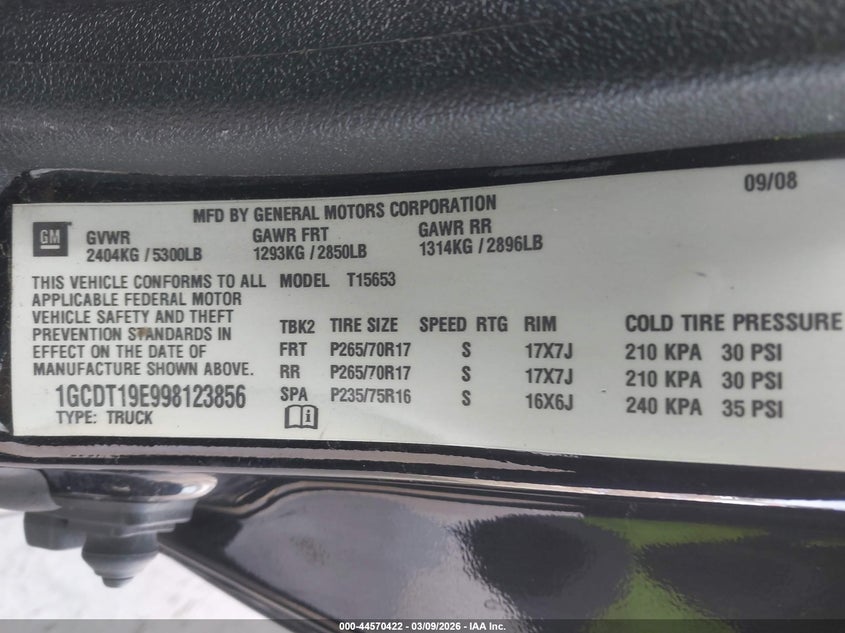 09/08
MFD BY GENERAL MOTORS CORPORATION
GM
GVWR GAWR FRT GAWR RR
2404KG / 5300LB 1293KG / 2850LB 1314KG / 2896LB
THIS VEHICLE CONFORMS TO ALL
APPLICABLE FEDERAL MOTOR
VEHICLE SAFETY AND THEFT
PREVENTION STANDARDS IN
EFFECT ON THE DATE OF
MANUFACTURE SHOWN ABOVE.
1GCDT19E998123856
TYPE: TRUCK
MODEL T15653
TBK2 TIRE SIZE SPEED RTG RIM COLD TIRE PRESSURE
FRT P265/70R17 S 17X7J 210 KPA 30 PSI
RR P265/70R17 S 17X7J 210 KPA 30 PSI
SPA P235/75R16 S 16X6J 240 KPA 35 PSI
000-44570422 - 03/09/2026 - IAA Inc.